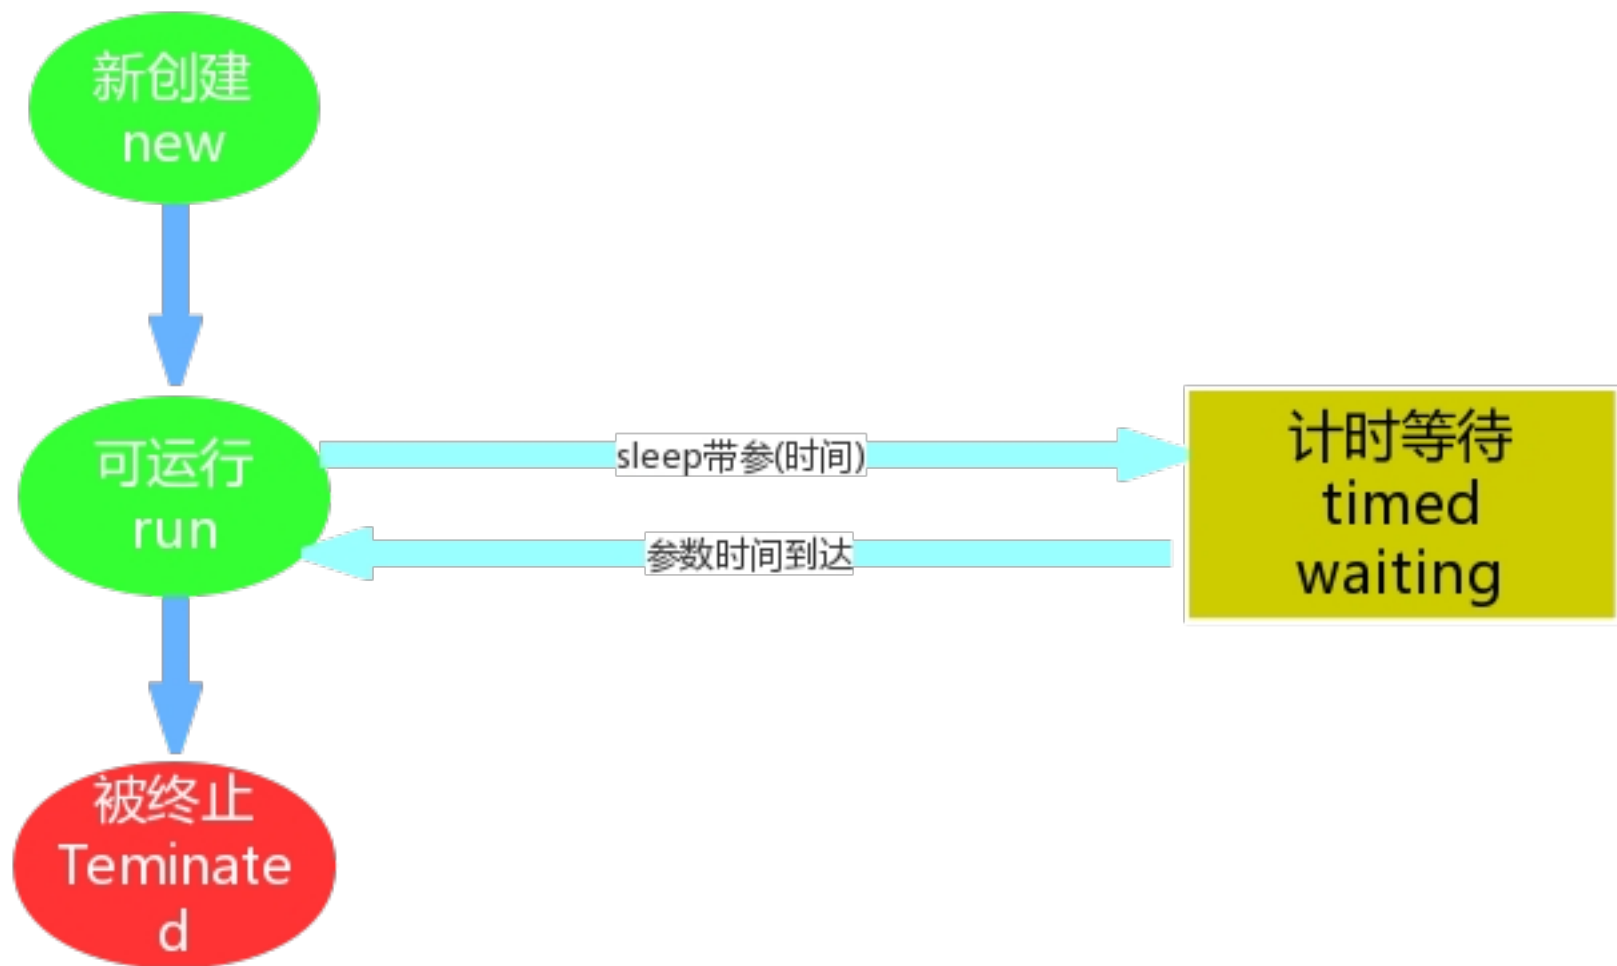 新创建
new
可运行
run
sleep带参(时间)
参数时间到达
计时等待
timed
waiting
被终止
Teminate
d